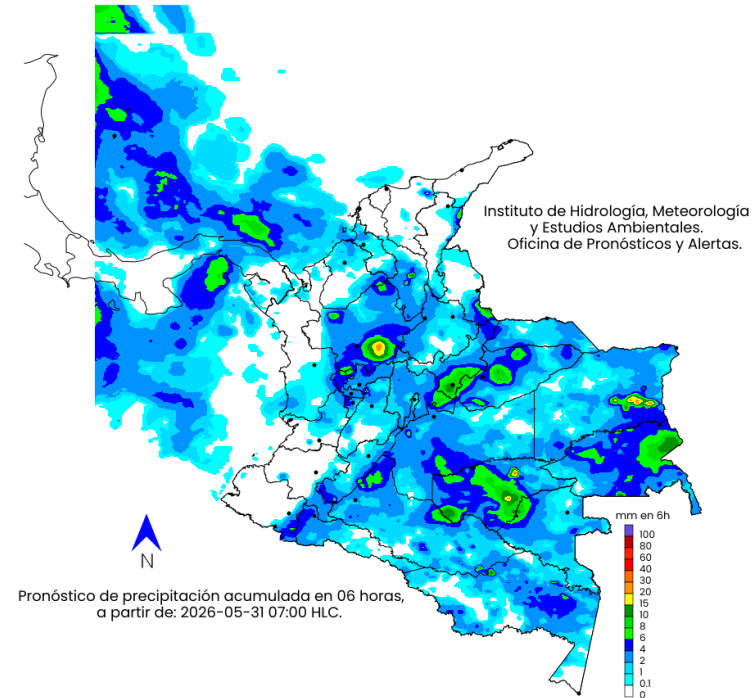 Instituto de Hidrología, Meteorología
y Estudios Ambientales.
Oficina de Pronósticos y Alertas.
N
Pronóstico de precipitación acumulada en 06 horas,
a partir de: 2026-05-31 07:00 HLC.
mm en 6h
100
80
60
40
30
20
15
10
8
6
4
2
1
0.1
0